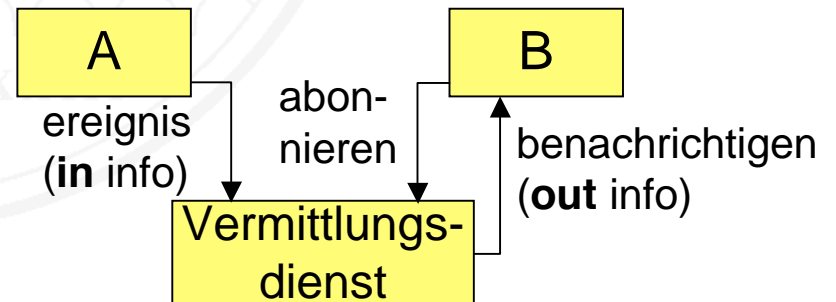 A
B
ereignis
(in info)
abon-
nieren
benachrichtigen
(out info)
Vermittlungs-
dienst